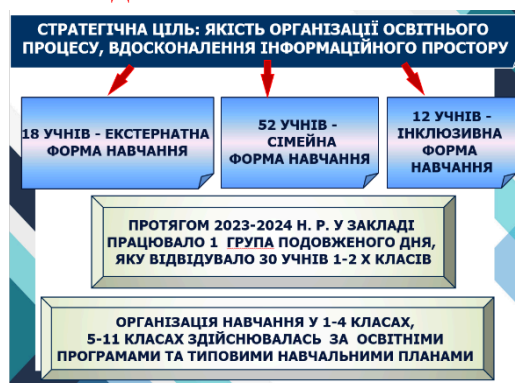 СТРАТЕГІЧНА ЦІЛЬ: ЯКІСТЬ ОРГАНІЗАЦІЇ ОСВІТНЬОГО
ПРОЦЕСУ, ВДОСКОНАЛЕННЯ ІНФОРМАЦІЙНОГО ПРОСТОРУ
18 УЧНІВ - ЕКСТЕРНАТНА
ФОРМА НАВЧАННЯ
52 УЧНІВ -
СІМЕЙНА
ФОРМА НАВЧАННЯ
12 УЧНІВ -
ІНКЛЮЗИВНА
ФОРМА
НАВЧАННЯ
ПРОТЯГОМ 2023-2024 Н. Р. У ЗАКЛАДІ
ПРАЦЮВАЛО 1 ГРУПА ПОДОВЖЕНОГО ДНЯ,
ЯКУ ВІДВІДУВАЛО 30 УЧНІВ 1-2 Х КЛАСІВ
ОРГАНІЗАЦІЯ НАВЧАННЯ У 1-4 КЛАСАХ,
5-11 КЛАСАХ ЗДІЙСНЮВАЛАСЬ ЗА ОСВІТНІМИ
ПРОГРАМАМИ ТА ТИПОВИМИ НАВЧАЛЬНИМИ ПЛАНАМИ